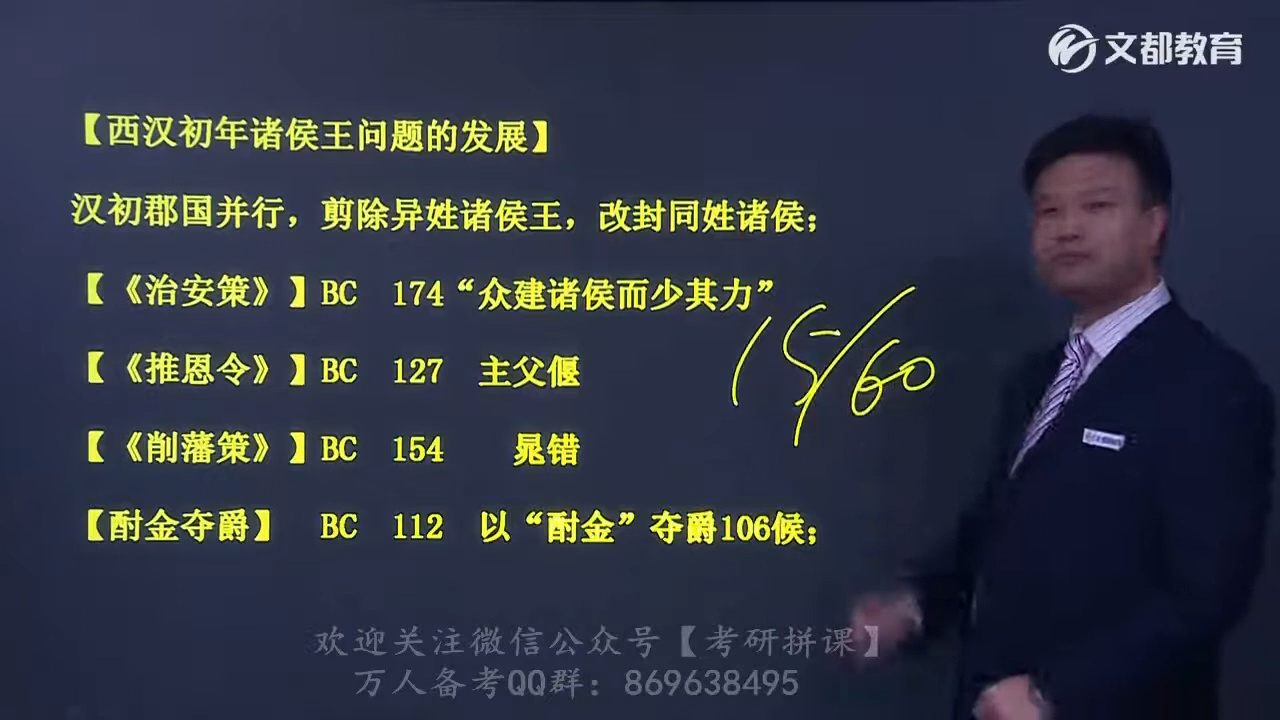 文都教育
【西汉初年诸侯王问题的发展】
汉初郡国并行，剪除异姓诸侯王，改封同姓诸侯；
【《治安策》】BC 174“众建诸侯而少其力”
【《推恩令》】BC 127 主父偃
15/60
【《削藩策》】BC 154 晁错
【酎金夺爵】 BC 112 以“酎金”夺爵106候；
欢迎关注微信公众号【考研拼课】
万人备考QQ群：869638495